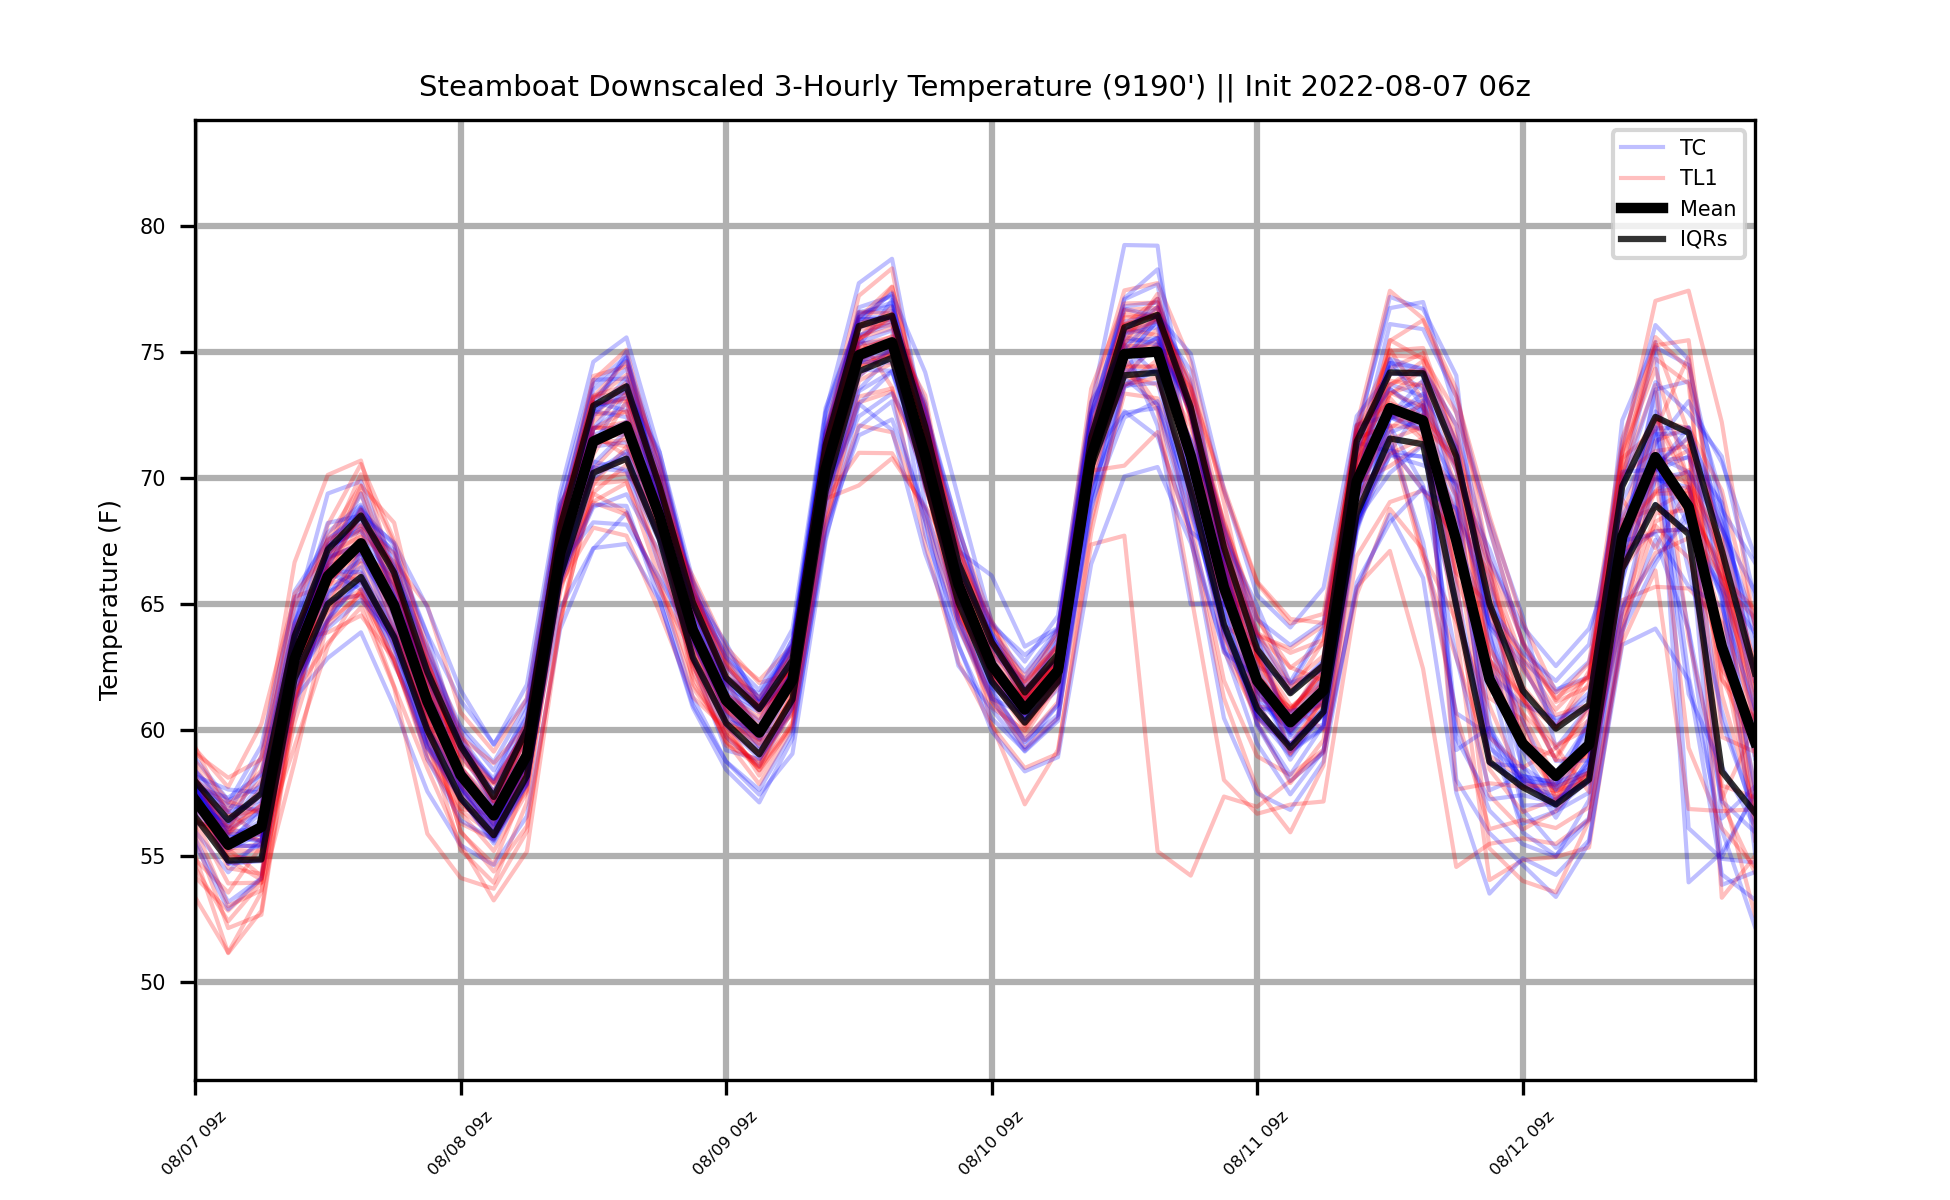 Steamboat Downscaled 3-Hourly Temperature (9190') || Init 2022-08-07 06z
TC
TL1
Mean
IQRs
Temperature (F)
80
75
70
65
60
55
50
08/07 09z
08/08 09z
08/09 09z
08/10 09z
08/11 09z
08/12 09z